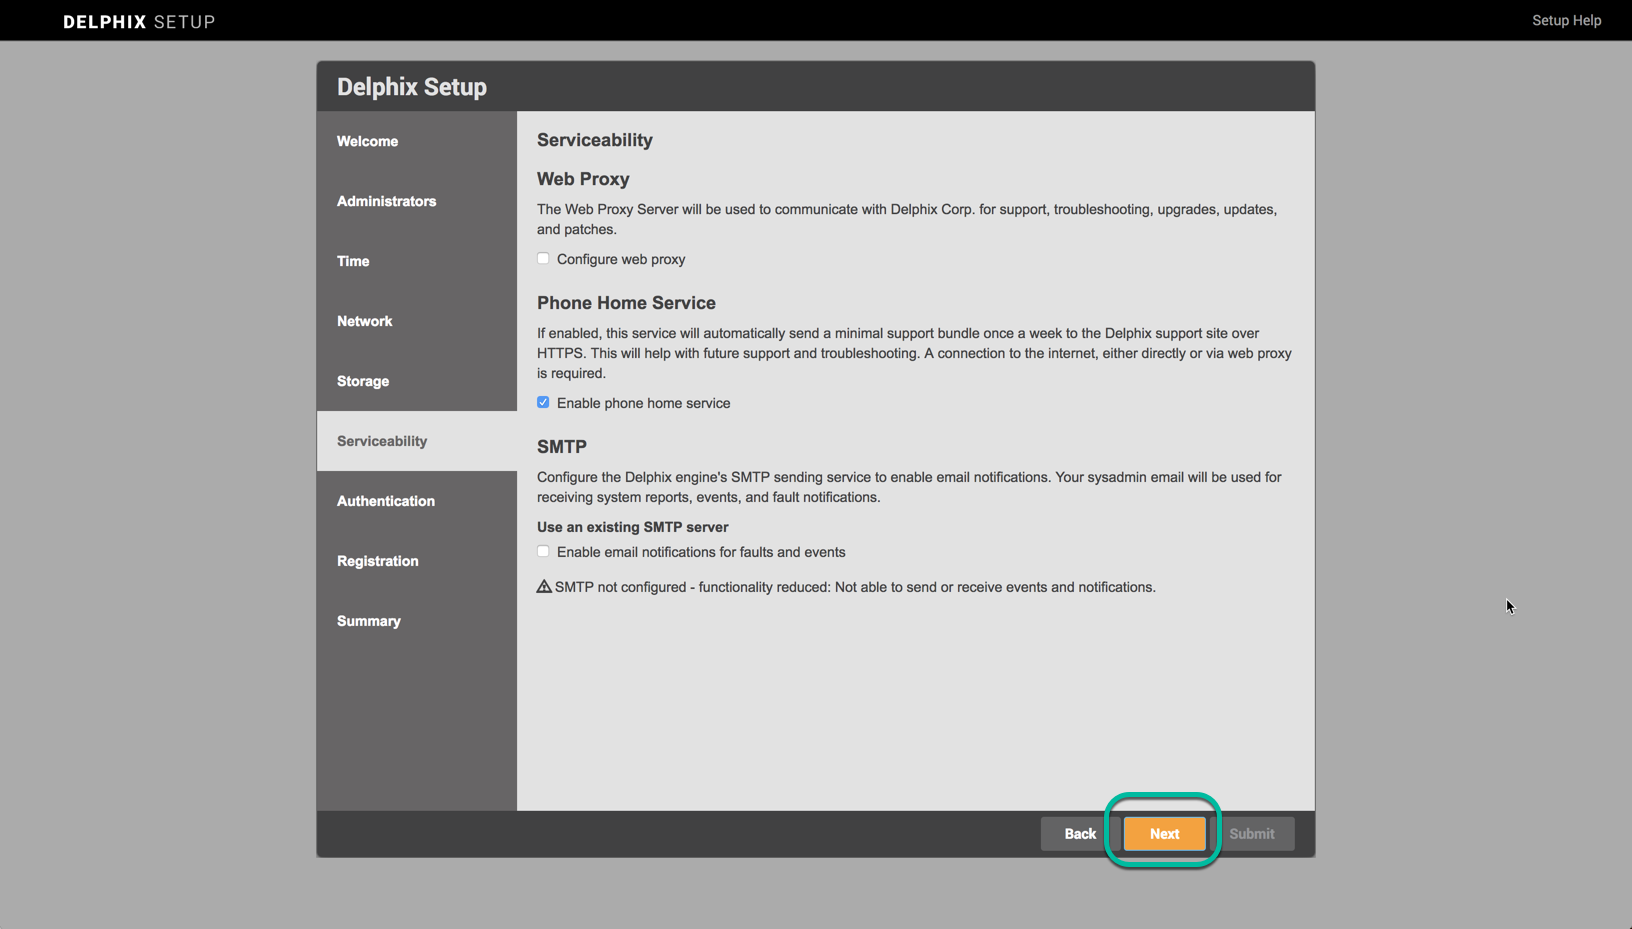 DELPHIX SETUP
Setup Help
Delphix Setup
Welcome
Administrators
Time
Network
Storage
Serviceability
Authentication
Registration
Summary
Serviceability
Web Proxy
The Web Proxy Server will be used to communicate with Delphix Corp. for support, troubleshooting, upgrades, updates,
and patches.
Configure web proxy
Phone Home Service
If enabled, this service will automatically send a minimal support bundle once a week to the Delphix support site over
HTTPS. This will help with future support and troubleshooting. A connection to the internet, either directly or via web proxy
is required.
Enable phone home service
SMTP
Configure the Delphix engine's SMTP sending service to enable email notifications. Your sysadmin email will be used for
receiving system reports, events, and fault notifications.
Use an existing SMTP server
Enable email notifications for faults and events
SMTP not configured - functionality reduced: Not able to send or receive events and notifications.
Back
Next
Submit